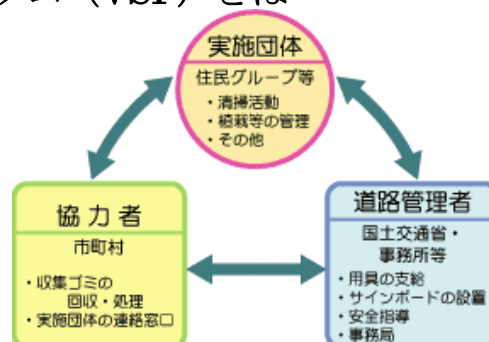 (VSP) とは
実施団体
住民グループ等
・清掃活動
・植栽等の管理
・その他
協力者
市町村
・収集ゴミの
回収・処理
・実施団体の連絡窓口
道路管理者
国土交通省・
事務所等
・用具の支給
・サインボードの設置
・安全指導
・事務局